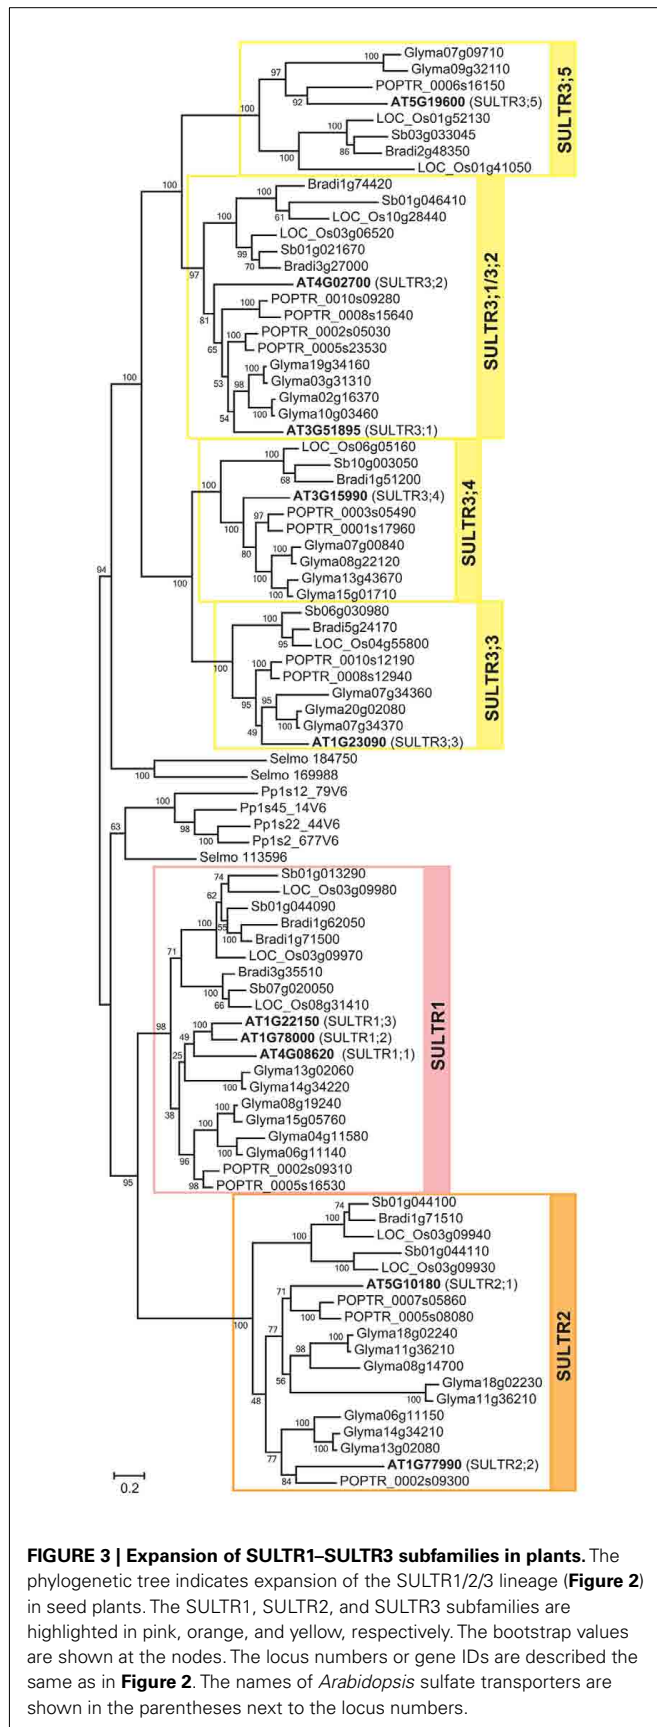 100
Glyma07g09710
97
Glyma09g32110
POPTR_0006s16150
92
AT5G19600 (SULTR3;5)
100
100
LOC_Os01g52130
Sb03g033045
86
Bradi2g48350
100
LOC_Os01g41050
SULTR3;5
100
100
Bradi1g74420
100
Sb01g046410
61
LOC_Os10g28440
LOC_Os03g06520
99
Sb01g021670
70
Bradi3g27000
97
AT4G02700 (SULTR3;2)
100
POPTR_0010s09280
81
POPTR_0008s15640
100
POPTR_0002s05030
65
POPTR_0005s23530
100
Glyma19g34160
53
98
Glyma03g31310
Glyma02g16370
54
100
Glyma10g03460
AT3G51895 (SULTR3;1)
SULTR3;1/3;2
100
LOC_Os06g05160
100
Sb10g003050
100
68
Bradi1g51200
AT3G15990 (SULTR3;4)
97
POPTR_0003s05490
100
POPTR_0001s17960
80
100
Glyma07g00840
Glyma08g22120
Glyma13g43670
100
100
Glyma15g01710
SULTR3;4
94
100
100
Sb06g030980
Bradi5g24170
95
LOC_Os04g55800
100
100
POPTR_0010s12190
POPTR_0008s12940
95
95
Glyma07g34360
Glyma20g02080
49
100
Glyma07g34370
AT1G23090 (SULTR3;3)
SULTR3;3
Selmo 184750
100
Selmo 169988
Pp1s12_79V6
100
Pp1s45_14V6
98
Pp1s22_44V6
63
100
Pp1s2_677V6
Selmo 113596
74
Sb01g013290
62
LOC_Os03g09980
Sb01g044090
100
55
Bradi1g62050
100
Bradi1g71500
71
LOC_Os03g09970
Bradi3g35510
100
Sb07g020050
66
LOC_Os08g31410
98
100
AT1G22150 (SULTR1;3)
49
AT1G78000 (SULTR1;2)
25
AT4G08620 (SULTR1;1)
Glyma13g02060
100
Glyma14g34220
100
Glyma08g19240
38
100
Glyma15g05760
Glyma04g11580
100
Glyma06g11140
96
POPTR_0002s09310
95
98
POPTR_0005s16530
SULTR1
74
Sb01g044100
100
Bradi1g71510
100
LOC_Os03g09940
Sb01g044110
100
LOC_Os03g09930
AT5G10180 (SULTR2;1)
71
POPTR_0007s05860
100
100
POPTR_0005s08080
77
100
Glyma18g02240
98
Glyma11g36210
Glyma08g14700
56
Glyma18g02230
48
100
Glyma11g36210
100
Glyma06g11150
Glyma14g34210
100
Glyma13g02080
77
AT1G77990 (SULTR2;2)
84
POPTR_0002s09300
SULTR2
0.2
FIGURE 3 | Expansion of SULTR1–SULTR3 subfamilies in plants. The
phylogenetic tree indicates expansion of the SULTR1/2/3 lineage (Figure 2)
in seed plants. The SULTR1, SULTR2, and SULTR3 subfamilies are
highlighted in pink, orange, and yellow, respectively. The bootstrap values
are shown at the nodes. The locus numbers or gene IDs are described the
same as in Figure 2. The names of Arabidopsis sulfate transporters are
shown in the parentheses next to the locus numbers.